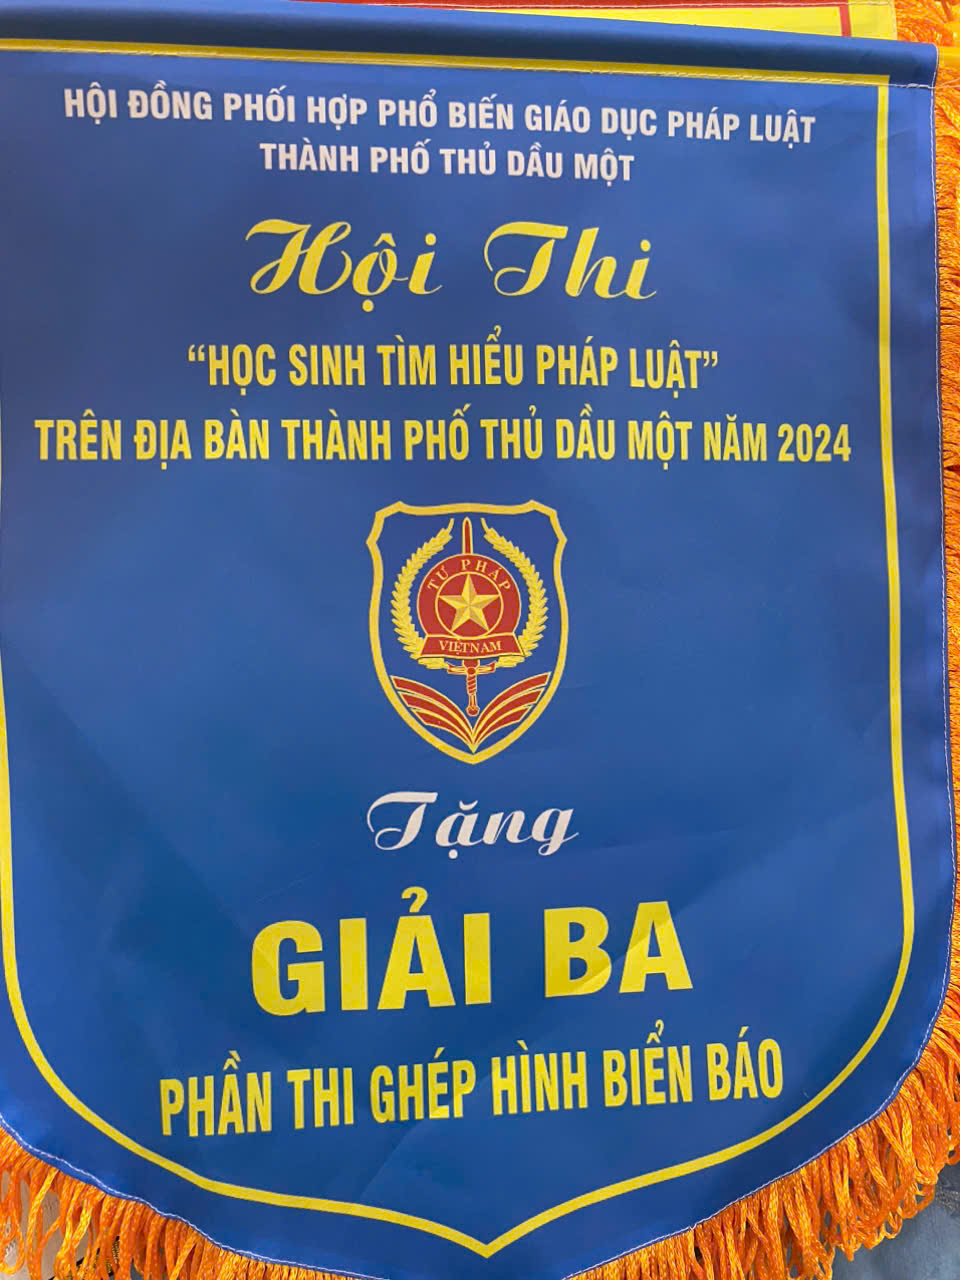 HỘI ĐỒNG PHỐI HỢP PHỔ BIẾN GIÁO DỤC PHÁP LUẬT
THÀNH PHỐ THỦ DẦU MỘT
Hội Thi
“HỌC SINH TÌM HIỂU PHÁP LUẬT”
TRÊN ĐỊA BÀN THÀNH PHỐ THỦ DẦU MỘT NĂM 2024
TƯ PHÁP
VIỆTNAM
Tặng
GIẢI BA
PHẦN THI GHÉP HÌNH BIỂN BÁO